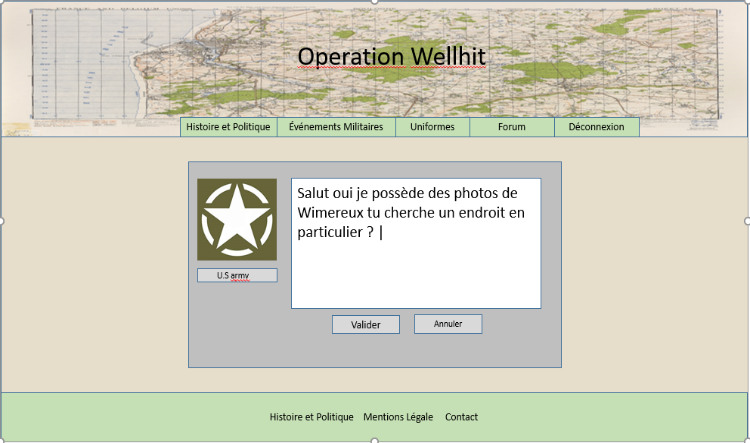 Operation Wellhit
Histoire et Politique Événements Militaires Uniformes Forum Déconnexion
Salut oui je possède des photos de
Wimereux tu cherche un endroit en
particulier ?
U.S army
Valider Annuler
Histoire et Politique Mentions Légale Contact